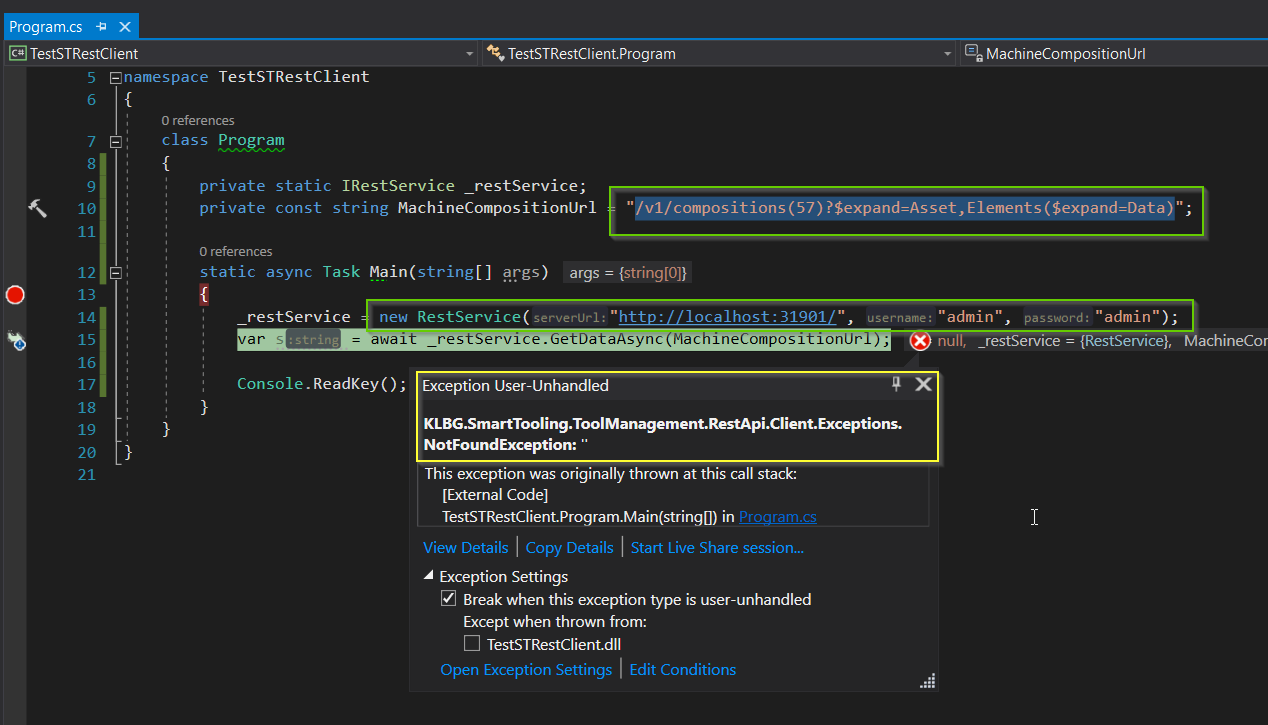 Program.cs
C# TestSTRestClient TestSTRestClient.Program MachineCompositionUrl
5 namespace TestSTRestClient
6 {
0 references
7 class Program
8 {
9 private static IRestService _restService;
10 private const string MachineCompositionUrl = "/v1/compositions(57)?$expand=Asset,Elements($expand=Data)";
11
0 references
12 static async Task Main(string[] args) args = {string[0]}
13 {
14 _restService = new RestService(serverUrl:"http://localhost:31901/", username:"admin", password:"admin");
15 var s:string = await _restService.GetDataAsync(MachineCompositionUrl); null, _restService = {RestService}, MachineCo
16
17 Console.ReadKey();
18 }
19 }
20 }
21
Exception User-Unhandled
KLBG.SmartTooling.ToolManagement.RestApi.Client.Exceptions.
NotFoundException: ''
This exception was originally thrown at this call stack:
[External Code]
TestSTRestClient.Program.Main(string[]) in Program.cs
View Details | Copy Details | Start Live Share session...
Exception Settings
Break when this exception type is user-unhandled
Except when thrown from:
TestSTRestClient.dll
Open Exception Settings | Edit Conditions